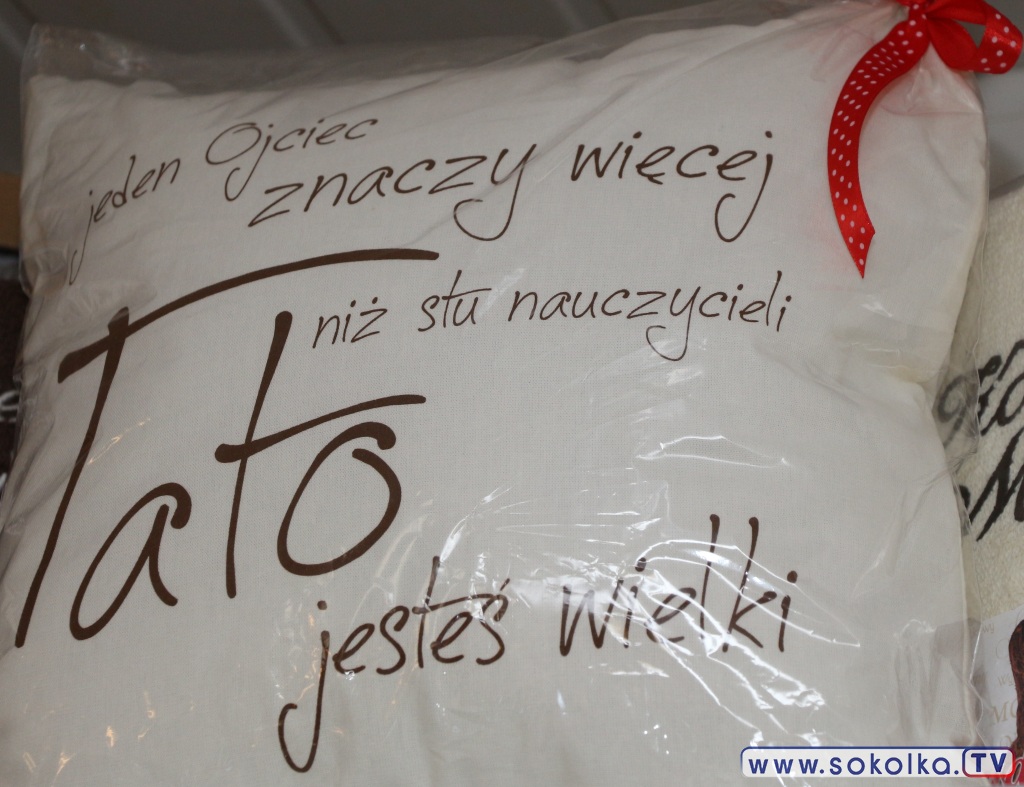 jeden Ojciec
znaczy więcej
niż stu nauczycieli
Tato
jesteś wielki
www.sokolka.TV